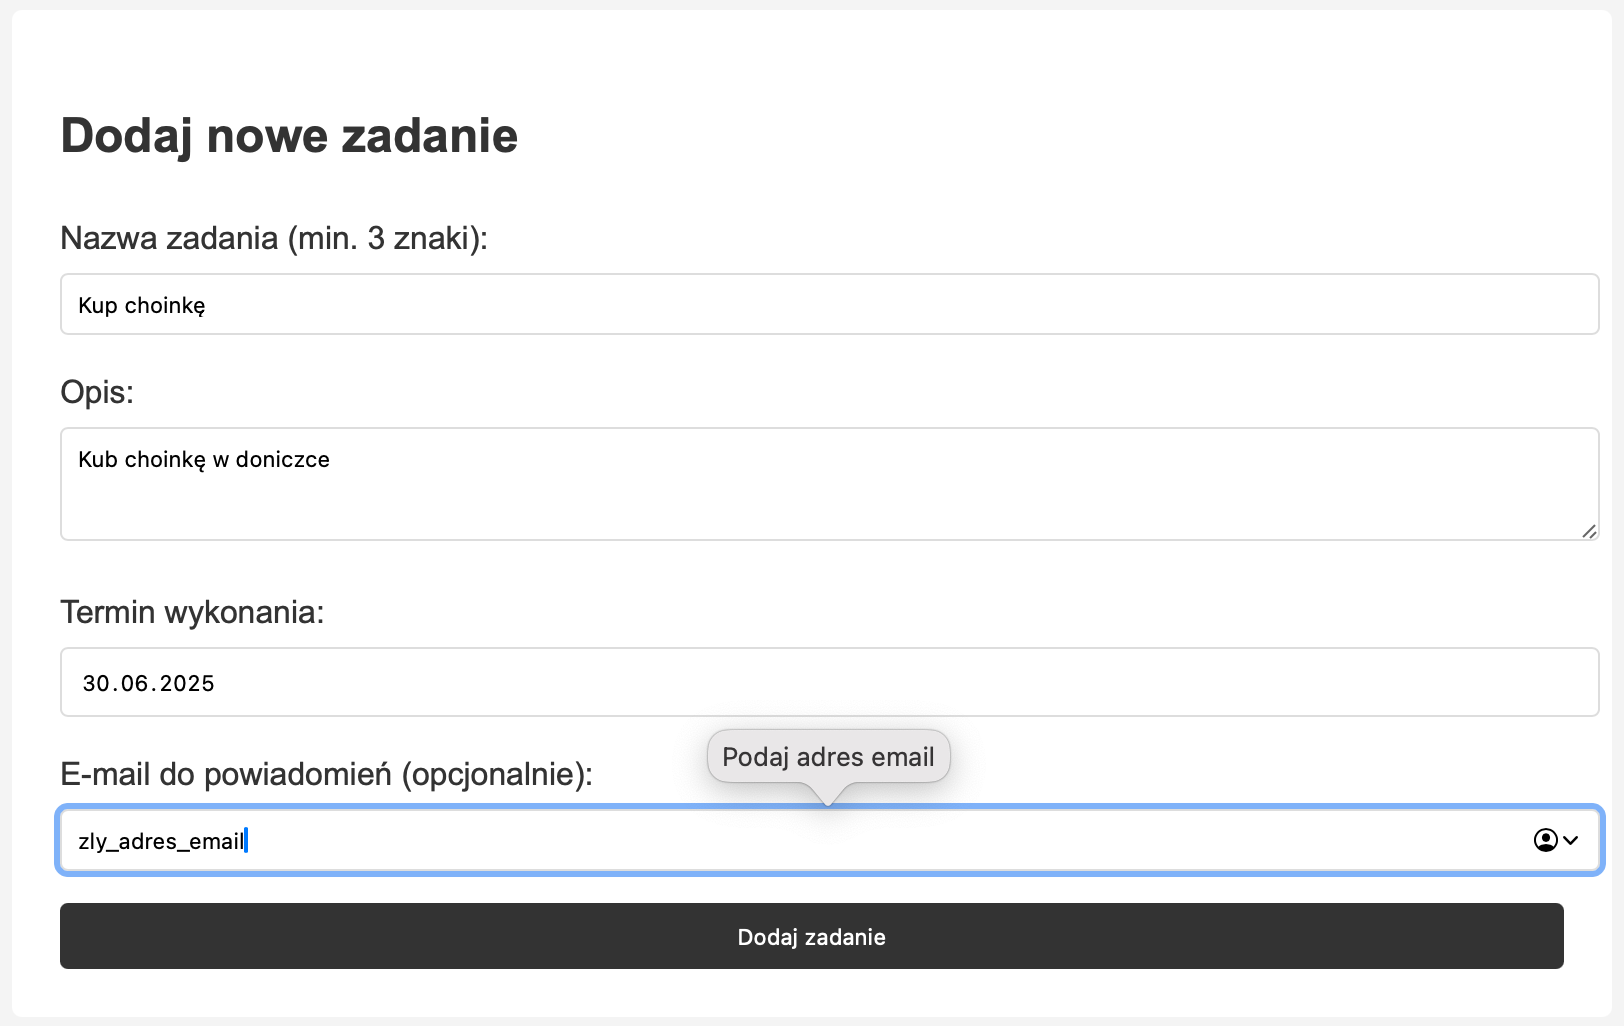 Dodaj nowe zadanie
Nazwa zadania (min. 3 znaki):
Kup choinkę
Opis:
Kub choinkę w doniczce
Termin wykonania:
30.06.2025
Podaj adres email
E-mail do powiadomień (opcjonalnie):
zly_adres_email
Dodaj zadanie